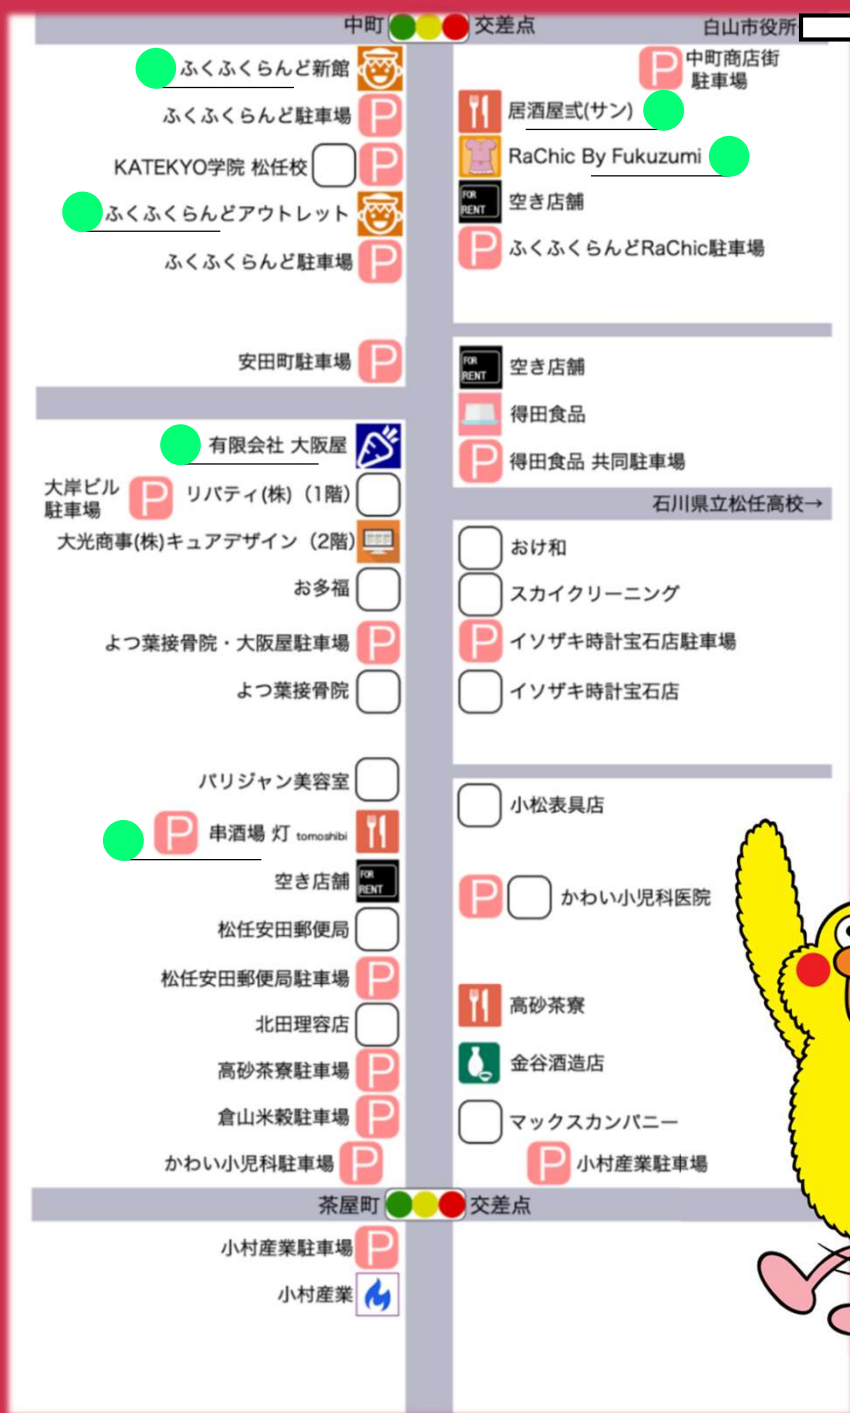 中町 交差点 白山市役所
ふくふくらんど新館
P 中町商店街
駐車場
ふくふくらんど駐車場 P
居酒屋弎(サン)
KATEKYO学院 松任校 P
RaChic By Fukuzumi
ふくふくらんどアウトレット
FOR
RENT 空き店舗
ふくふくらんど駐車場 P
P ふくふくらんどRaChic駐車場
安田町駐車場 P
FOR
RENT 空き店舗
得田食品
有限会社 大阪屋
P 得田食品 共同駐車場
大岸ビル
駐車場 P リバティ(株)(1階)
石川県立松任高校→
大光商事(株)キュアデザイン(2階)
おけ和
お多福
スカイクリーニング
よつ葉接骨院・大阪屋駐車場 P
P イソザキ時計宝石店駐車場
よつ葉接骨院
イソザキ時計宝石店
パリジャン美容室
小松表具店
P 串酒場 灯 tomoshibi
空き店舗 FOR
RENT
P かわい小児科医院
松任安田郵便局
松任安田郵便局駐車場 P
高砂茶寮
北田理容店
金谷酒造店
高砂茶寮駐車場 P
倉山米穀駐車場 P
マックスカンパニー
かわい小児科駐車場 P
P 小村産業駐車場
茶屋町 交差点
小村産業駐車場 P
小村産業